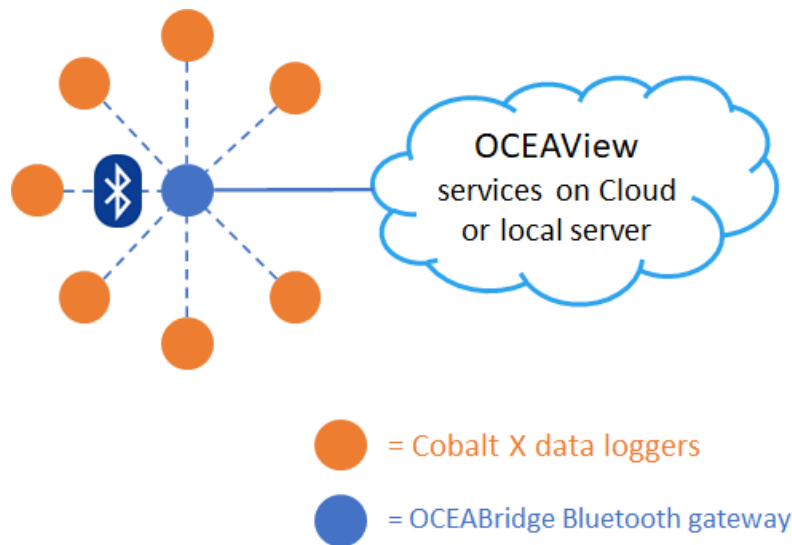 OCEAView
services on Cloud
or local server
= Cobalt X data loggers
= OCEABridge Bluetooth gateway